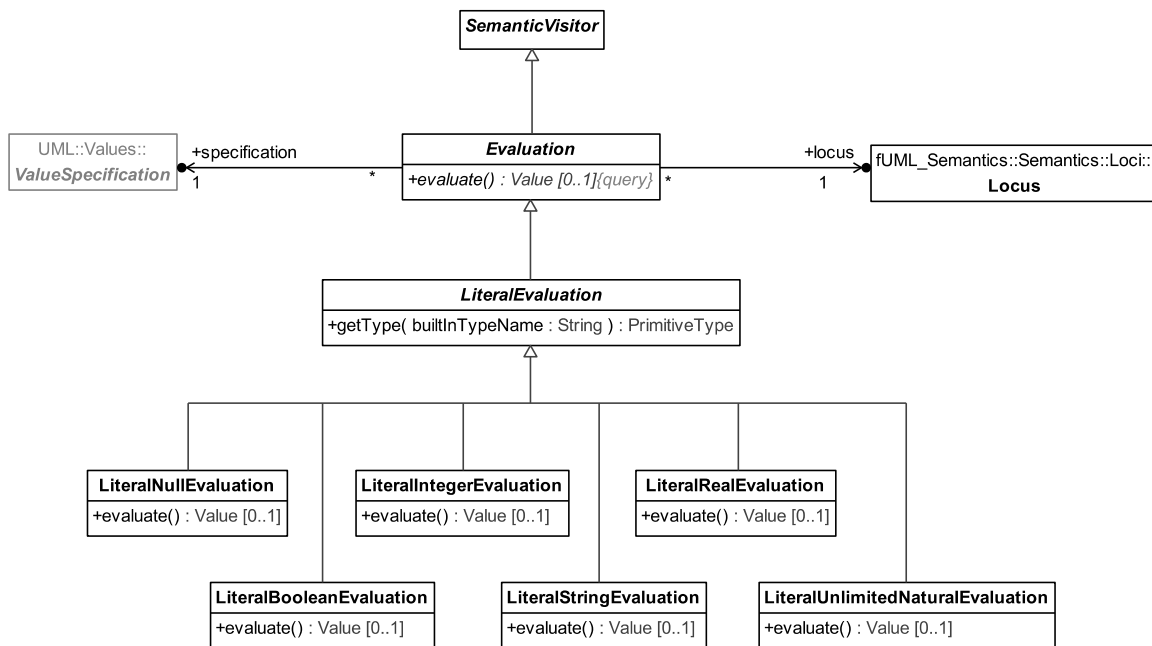 SemanticVisitor
UML::Values::
ValueSpecification
+specification
1
*
Evaluation
+evaluate() : Value [0..1]{query}
*
+locus
1
fUML_Semantics::Semantics::Loci::
Locus
LiteralEvaluation
+getType( builtInTypeName : String ) : PrimitiveType
LiteralNullEvaluation
+evaluate() : Value [0..1]
LiteralIntegerEvaluation
+evaluate() : Value [0..1]
LiteralRealEvaluation
+evaluate() : Value [0..1]
LiteralBooleanEvaluation
+evaluate() : Value [0..1]
LiteralStringEvaluation
+evaluate() : Value [0..1]
LiteralUnlimitedNaturalEvaluation
+evaluate() : Value [0..1]